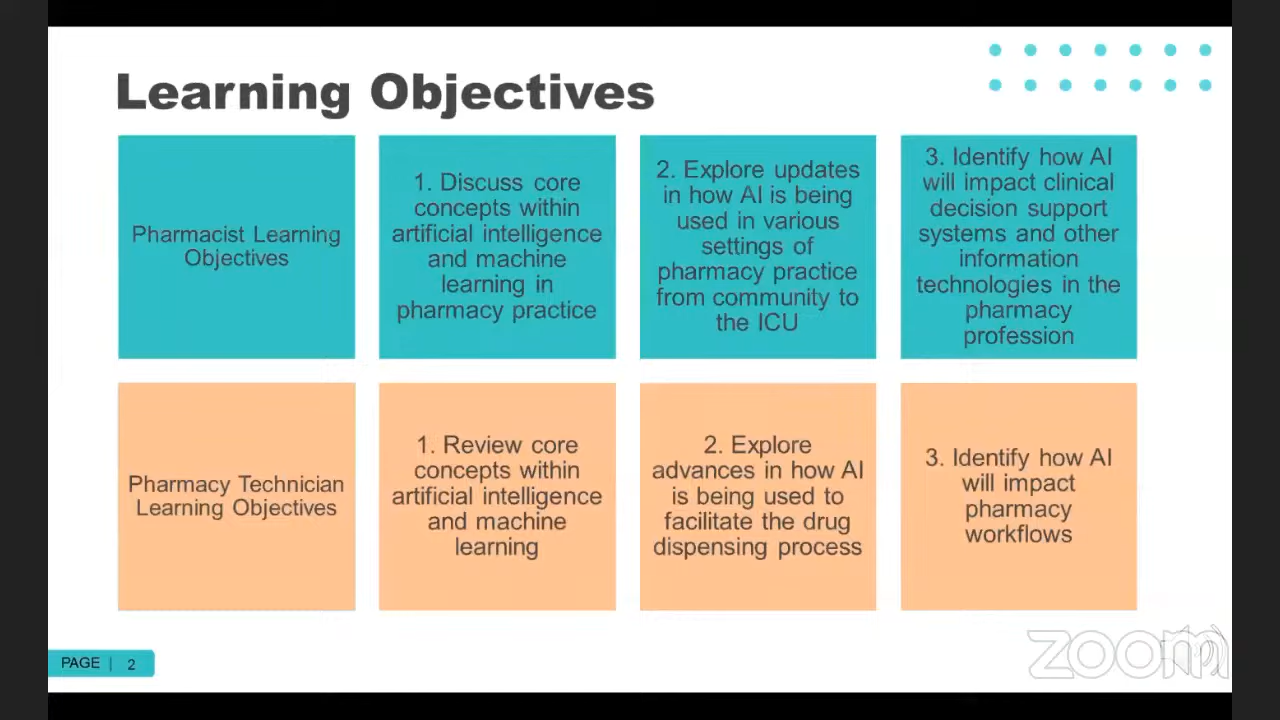 Learning Objectives
Pharmacist Learning
Objectives
1. Discuss core
concepts within
artificial intelligence
and machine
learning in
pharmacy practice
2. Explore updates
in how AI is being
used in various
settings of
pharmacy practice
from community to
the ICU
3. Identify how AI
will impact clinical
decision support
systems and other
information
technologies in the
pharmacy
profession
Pharmacy Technician
Learning Objectives
1. Review core
concepts within
artificial intelligence
and machine
learning
2. Explore
advances in how AI
is being used to
facilitate the drug
dispensing process
3. Identify how AI
will impact
pharmacy
workflows
PAGE | 2
zoom